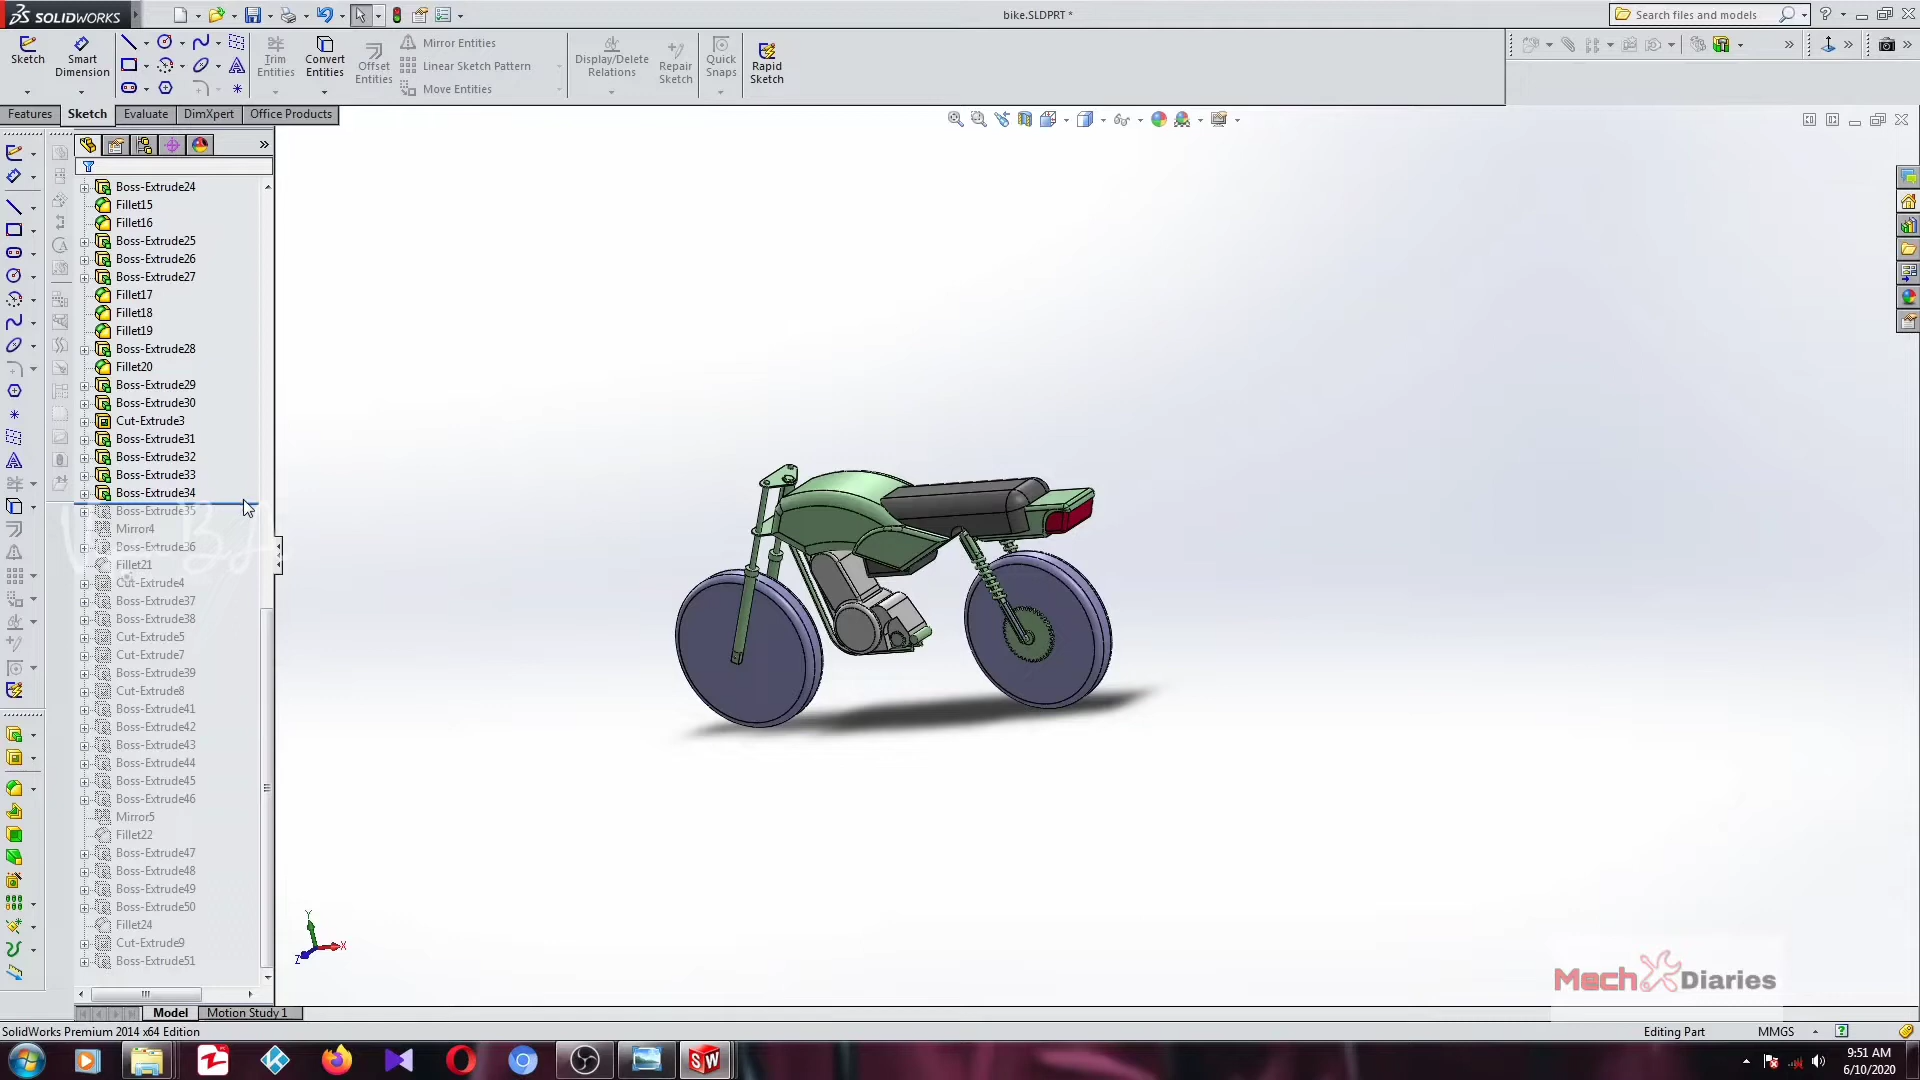 SOLIDWORKS
bike.SLDPRT *
Search files and models
Sketch
Smart Dimension
Trim Entities
Convert Entities
Offset Entities
Mirror Entities
Linear Sketch Pattern
Move Entities
Display/Delete Relations
Repair Sketch
Quick Snaps
Rapid Sketch
Features
Sketch
Evaluate
DimXpert
Office Products
Boss-Extrude24
Fillet15
Fillet16
Boss-Extrude25
Boss-Extrude26
Boss-Extrude27
Fillet17
Fillet18
Fillet19
Boss-Extrude28
Fillet20
Boss-Extrude29
Boss-Extrude30
Cut-Extrude3
Boss-Extrude31
Boss-Extrude32
Boss-Extrude33
Boss-Extrude34
Boss-Extrude35
Mirror4
Boss-Extrude36
Fillet21
Cut-Extrude4
Boss-Extrude37
Boss-Extrude38
Cut-Extrude5
Cut-Extrude7
Boss-Extrude39
Cut-Extrude8
Boss-Extrude41
Boss-Extrude42
Boss-Extrude43
Boss-Extrude44
Boss-Extrude45
Boss-Extrude46
Mirror5
Fillet22
Boss-Extrude47
Boss-Extrude48
Boss-Extrude49
Boss-Extrude50
Fillet24
Cut-Extrude9
Boss-Extrude51
Y
X
Z
Mech Diaries
Model
Motion Study 1
SolidWorks Premium 2014 x64 Edition
Editing Part
MMGS
SW
9:51 AM
6/10/2020